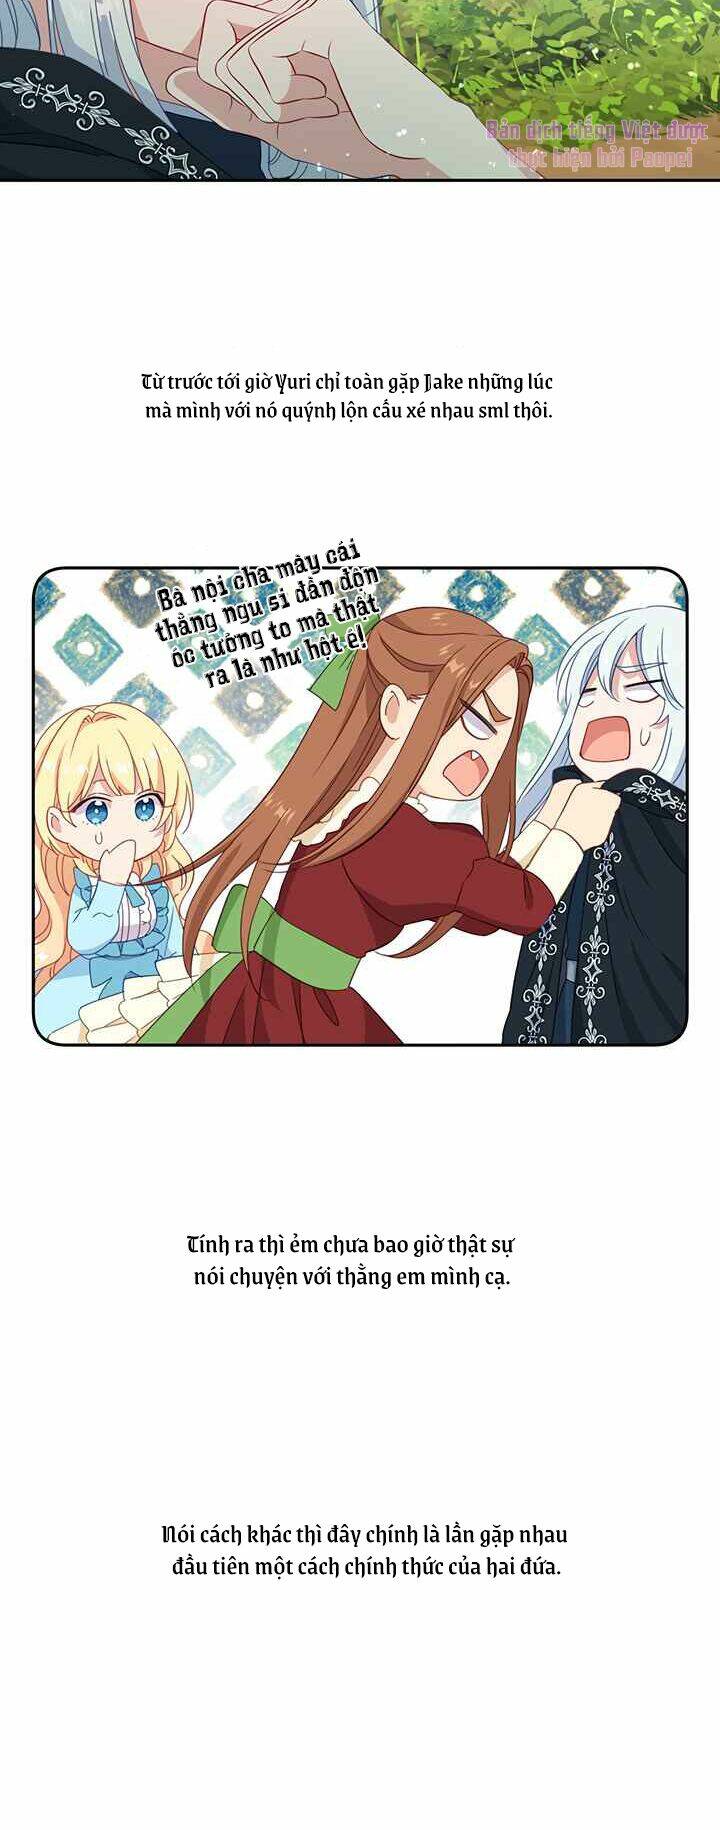 Bản dịch tiếng Việt được
thực hiện bởi Paopei
Từ trước tới giờ Yuri chỉ toàn gặp Jake những lúc
mà mình với nó quýnh lộn cấu xé nhau sml thôi.
Bà nội cha mày cái
thằng ngu si đần độn
óc tướng to mà thất
ra là như hột é!
Tính ra thì ẻm chưa bao giờ thật sự
nói chuyện với thằng em mình cạ.
Nói cách khác thì đây chính là lần gặp nhau
đầu tiên một cách chính thức của hai đứa.